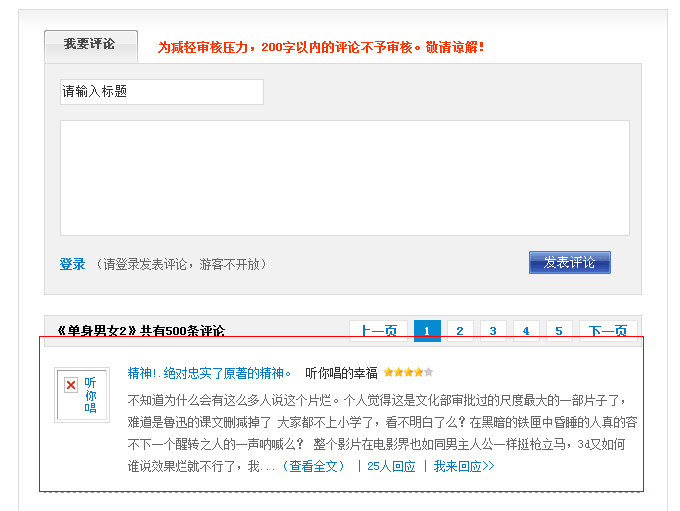 我要评论
为减径审核压力，200字以内的评论不予审核。敬请谅解！
请输入标题
登录 （请登录发表评论，游客不开放）
发表评论
《单身男女2》共有500条评论
上一页 1 2 3 4 5 下一页
听你唱
精神!.绝对忠实了原著的精神。 听你唱的幸福
不知道为什么会有这么多人说这个片烂。个人觉得这是文化部审批过的尺度最大的一部片子了，
难道是鲁迅的课文删减掉了 大家都不上小学了，看不明白了么？在黑暗的铁匣中昏睡的人真的容
不下一个醒转之人的一声呐喊么？ 整个影片在电影界也如同男主人公一样挺枪立马，3d又如何
谁说效果烂就不行了，我...（查看全文） | 25人回应 | 我来回应>>